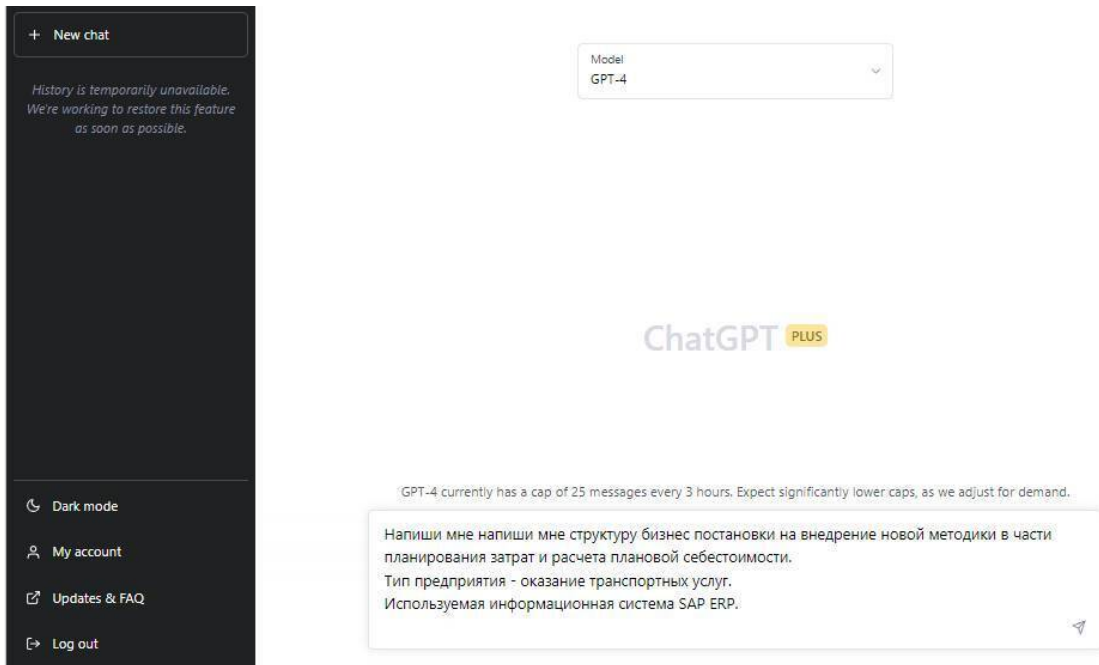 + New chat
History is temporarily unavailable.
We're working to restore this feature
as soon as possible.
Dark mode
My account
Updates & FAQ
Log out
Model
GPT-4
ChatGPT PLUS
GPT-4 currently has a cap of 25 messages every 3 hours. Expect significantly lower caps, as we adjust for demand.
Напиши мне напиши мне структуру бизнес постановки на внедрение новой методики в части
планирования затрат и расчета плановой себестоимости.
Тип предприятия - оказание транспортных услуг.
Используемая информационная система SAP ERP.